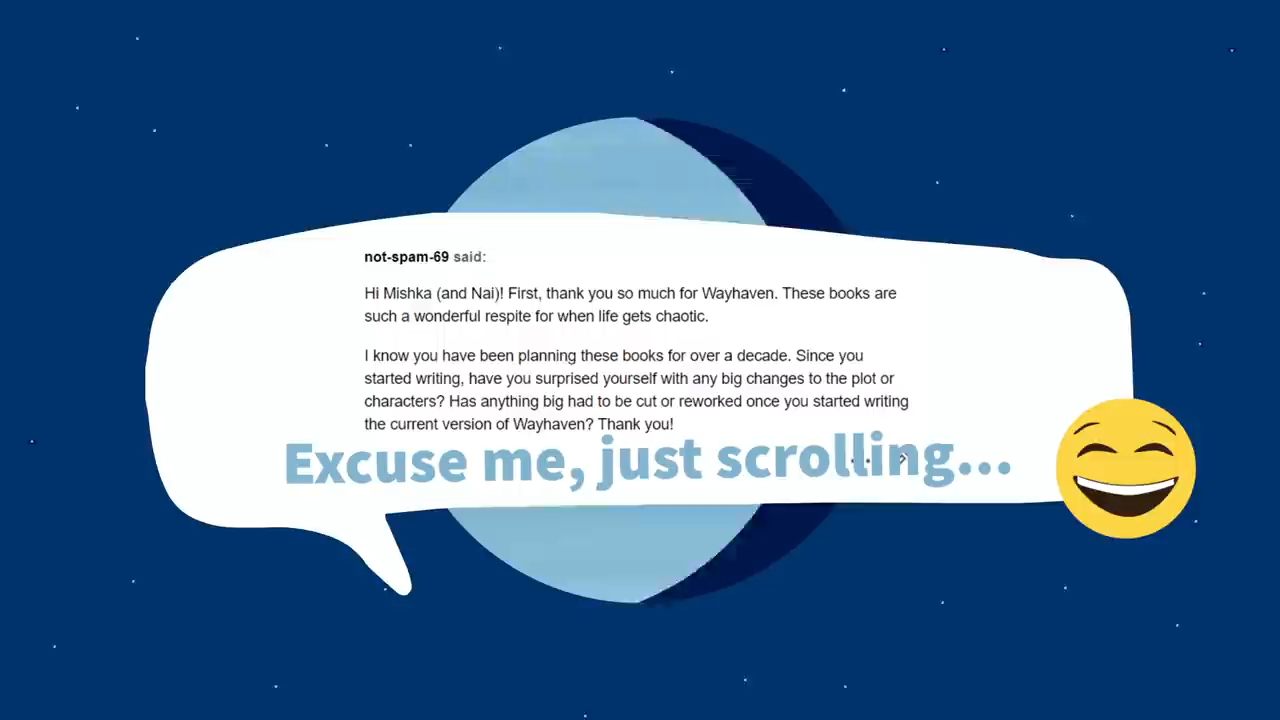 not-spam-69 said:
Hi Mishka (and Nai)! First, thank you so much for Wayhaven. These books are
such a wonderful respite for when life gets chaotic.
I know you have been planning these books for over a decade. Since you
started writing, have you surprised yourself with any big changes to the plot or
characters? Has anything big had to be cut or reworked once you started writing
the current version of Wayhaven? Thank you!
Excuse me, just scrolling...